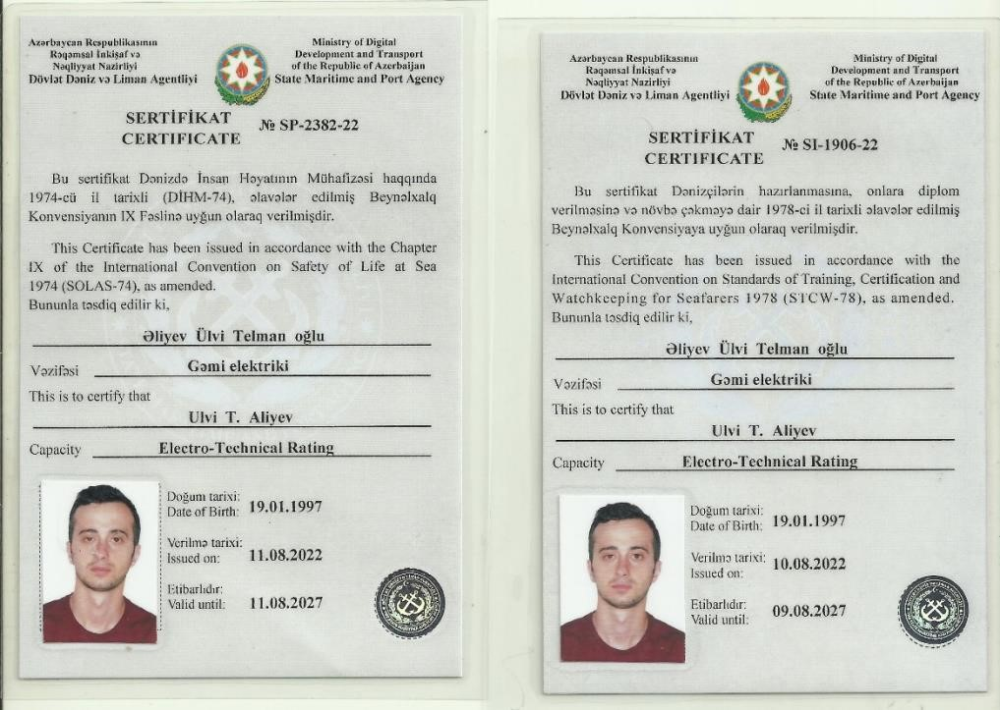 Azərbaycan Respublikasının
Rəqəmsal İnkişaf və
Nəqliyyat Nazirliyi
Dövlət Dəniz və Liman Agentliyi
Ministry of Digital
Development and Transport
of the Republic of Azerbaijan
State Maritime and Port Agency
SERTİFİKAT
CERTIFICATE
№ SP-2382-22
Bu sertifikat Dənizdə İnsan Həyatının Mühafizəsi haqqında
1974-cü il tarixli (DİHM-74), əlavələr edilmiş Beynəlxalq
Konvensiyanın IX Fəslinə uyğun olaraq verilmişdir.
This Certificate has been issued in accordance with the Chapter
IX of the International Convention on Safety of Life at Sea
1974 (SOLAS-74), as amended.
Bununla təsdiq edilir ki,
Əliyev Ülvi Telman oğlu
Vəzifəsi Gəmi elektriki
This is to certify that
Ulvi T. Aliyev
Capacity Electro-Technical Rating
Doğum tarixi:
Date of Birth: 19.01.1997
Verilmə tarixi:
Issued on: 11.08.2022
Etibarlıdır:
Valid until: 11.08.2027
Azərbaycan Respublikasının
Rəqəmsal İnkişaf və
Nəqliyyat Nazirliyi
Dövlət Dəniz və Liman Agentliyi
Ministry of Digital
Development and Transport
of the Republic of Azerbaijan
State Maritime and Port Agency
SERTİFİKAT
CERTIFICATE
№ SI-1906-22
Bu sertifikat Dənizçilərin hazırlanmasına, onlara diplom
verilməsinə və növbə çəkməyə dair 1978-ci il tarixli əlavələr edilmiş
Beynəlxalq Konvensiyaya uyğun olaraq verilmişdir.
This Certificate has been issued in accordance with the
International Convention on Standards of Training, Certification and
Watchkeeping for Seafarers 1978 (STCW-78), as amended.
Bununla təsdiq edilir ki,
Əliyev Ülvi Telman oğlu
Vəzifəsi Gəmi elektriki
This is to certify that
Ulvi T. Aliyev
Capacity Electro-Technical Rating
Doğum tarixi:
Date of Birth: 19.01.1997
Verilmə tarixi:
Issued on: 10.08.2022
Etibarlıdır:
Valid until: 09.08.2027